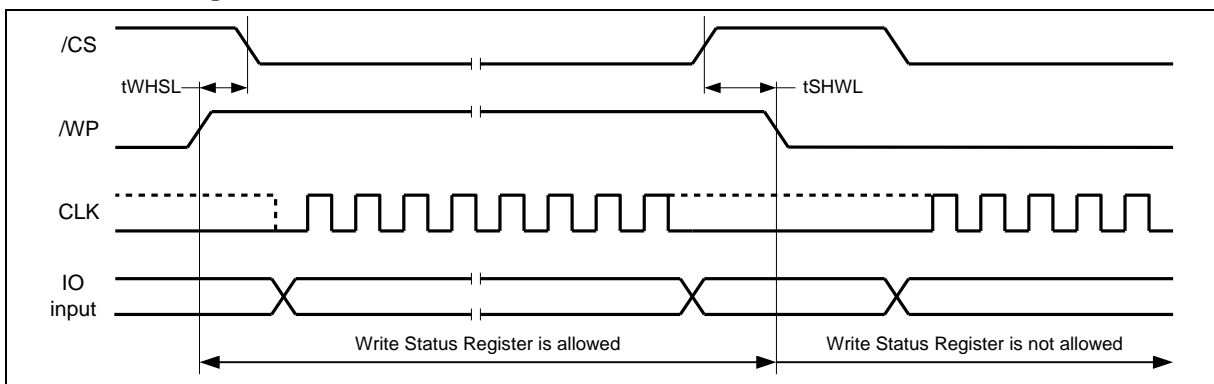 /CS
tWHSL
tSHWL
/WP
CLK
IO
input
Write Status Register is allowed
Write Status Register is not allowed